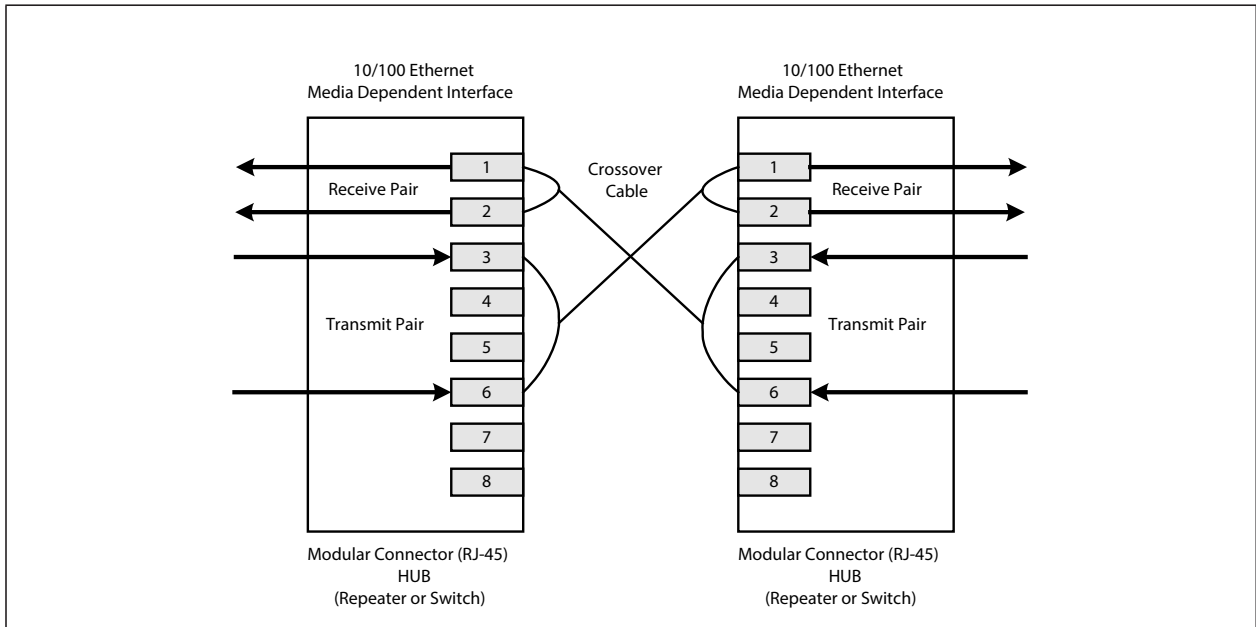 10/100 Ethernet
Media Dependent Interface
10/100 Ethernet
Media Dependent Interface
1
Receive Pair
2
3
4
Transmit Pair
5
6
7
8
Crossover
Cable
1
Receive Pair
2
3
4
Transmit Pair
5
6
7
8
Modular Connector (RJ-45)
HUB
(Repeater or Switch)
Modular Connector (RJ-45)
HUB
(Repeater or Switch)